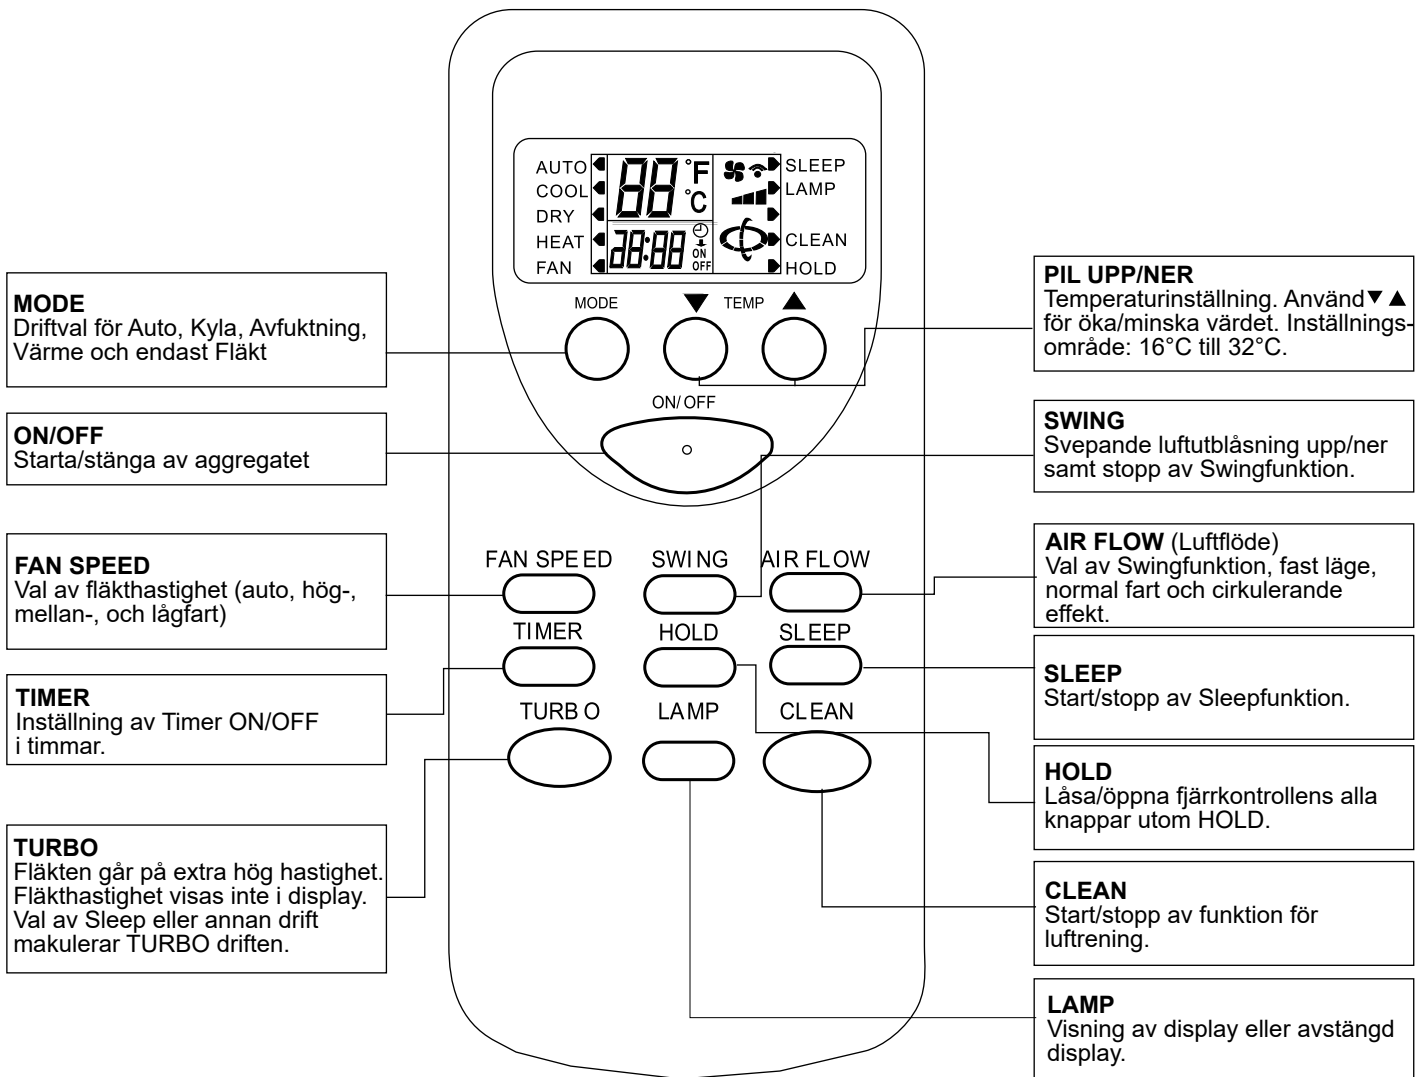 AUTO
COOL
DRY
HEAT
FAN
88 °F
°C
28:88 ON
OFF
SLEEP
LAMP
CLEAN
HOLD
MODE
▼ TEMP ▲
ON/OFF
FAN SPEED SWING AIR FLOW
TIMER HOLD SLEEP
TURBO LAMP CLEAN
MODE
Driftval för Auto, Kyla, Avfuktning,
Värme och endast Fläkt
ON/OFF
Starta/stänga av aggregatet
FAN SPEED
Val av fläkthastighet (auto, hög-,
mellan-, och lågfart)
TIMER
Inställning av Timer ON/OFF
i timmar.
TURBO
Fläkten går på extra hög hastighet.
Fläkthastighet visas inte i display.
Val av Sleep eller annan drift
makulerar TURBO driften.
PIL UPP/NER
Temperaturinställning. Använd▼▲
för öka/minska värdet. Inställnings-
område: 16°C till 32°C.
SWING
Svepande luftutblåsning upp/ner
samt stopp av Swingfunktion.
AIR FLOW (Luftflöde)
Val av Swingfunktion, fast läge,
normal fart och cirkulerande
effekt.
SLEEP
Start/stopp av Sleepfunktion.
HOLD
Låsa/öppna fjärrkontrollens alla
knappar utom HOLD.
CLEAN
Start/stopp av funktion för
luftrening.
LAMP
Visning av display eller avstängd
display.